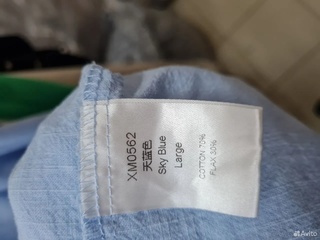 XM0562
天蓝色
Sky Blue
Large
COTTON 70%
FLAX 30%
Avito